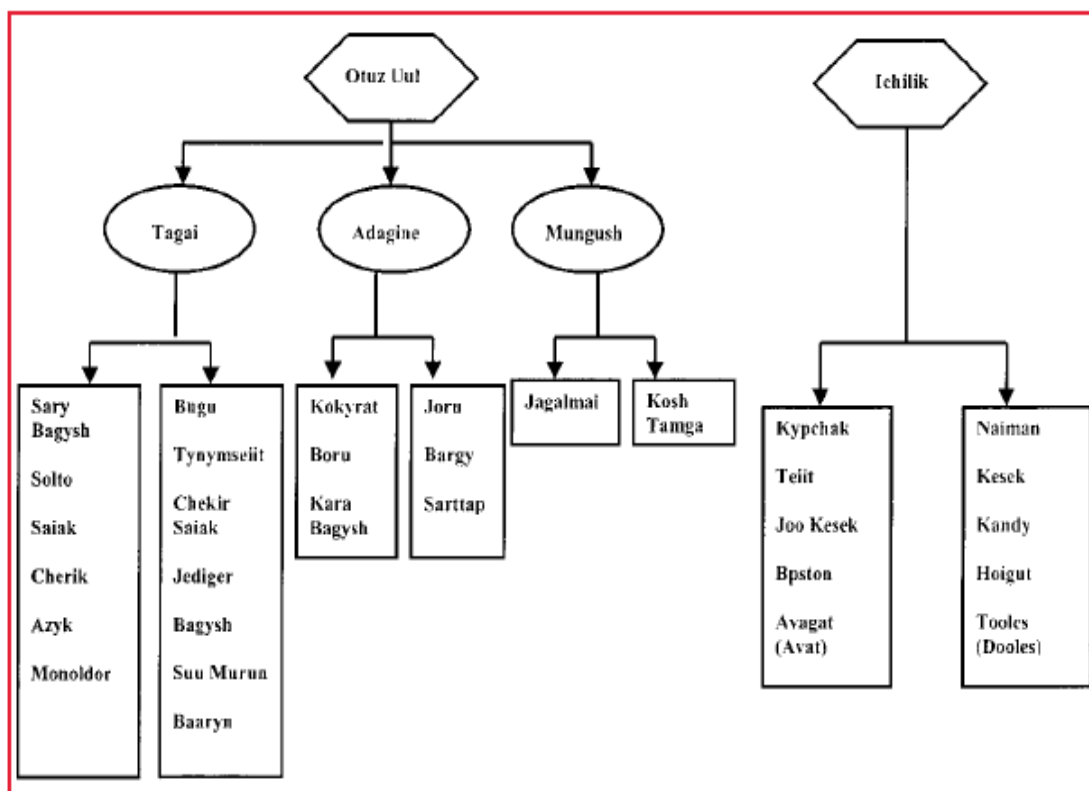 Otuz Uul
Ichilik
Tagai
Adagine
Mungush
Sary
Bagysh
Solto
Saiak
Cherik
Azyk
Monoldor
Bugu
Tynymseiit
Chekir
Saiak
Jediger
Bagysh
Suu Murun
Baaryn
Kokyrat
Boru
Kara
Bagysh
Joru
Bargy
Sarttap
Jagalmai
Kosh
Tamga
Kypchak
Teiit
Joo Kesek
Bpston
Avagat
(Avat)
Naiman
Kesek
Kandy
Hoigut
Tooles
(Dooles)